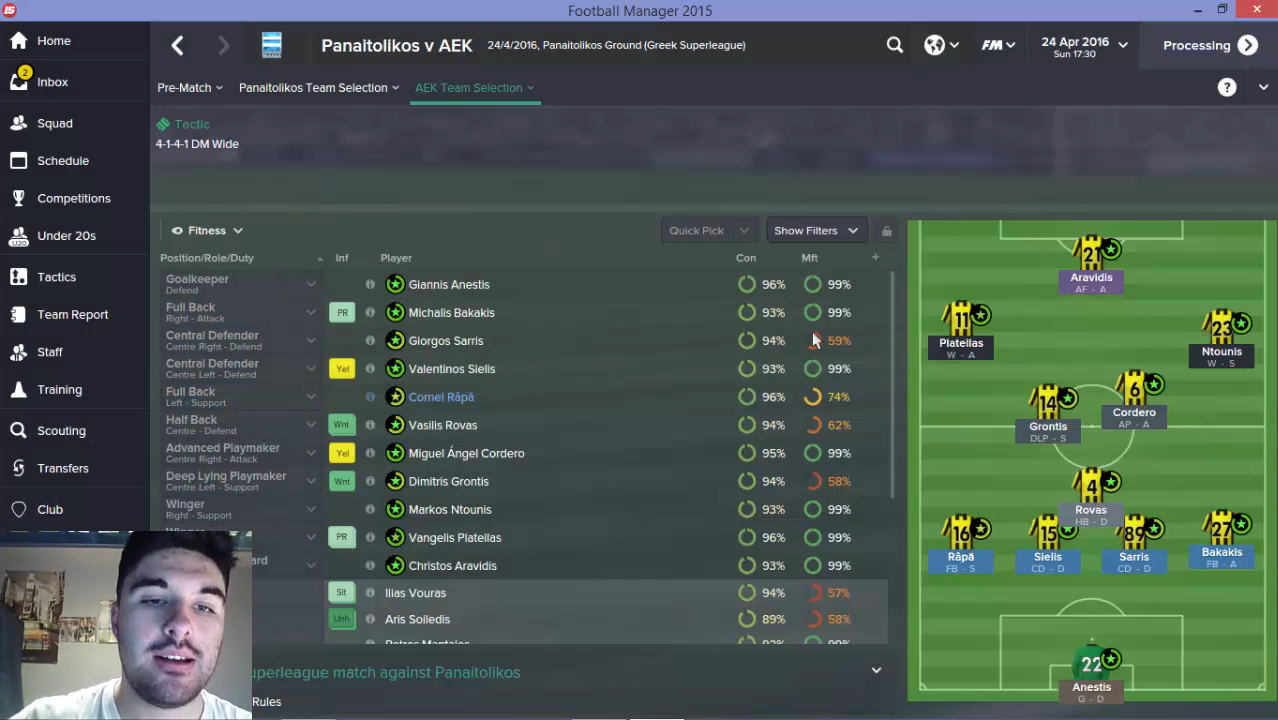 15
Football Manager 2015
Home
Panaitolikos v AEK
24/4/2016, Panaitolikos Ground (Greek Superleague)
FM
24 Apr 2016
Sun 17:30
Processing
2
Inbox
Pre-Match
Panaitolikos Team Selection
AEK Team Selection
?
Squad
Schedule
Competitions
U20
Under 20s
Tactics
Team Report
Staff
Training
Scouting
Transfers
Club
Tactic
4-1-4-1 DM Wide
Fitness
Quick Pick
Show Filters
Position/Role/Duty
Inf
Player
Con
Mft
+
Goalkeeper
Defend
Giannis Anestis 96% 99%
Full Back
Right - Attack
PR Michalis Bakakis 93% 99%
Central Defender
Centre Right - Defend
Giorgos Sarris 94% 59%
Central Defender
Centre Left - Defend
Yel Valentinos Sielis 93% 99%
Full Back
Left - Support
Cornel Râpă 96% 74%
Half Back
Centre - Defend
Wnt Vasilis Rovas 94% 62%
Advanced Playmaker
Centre Right - Attack
Yel Miguel Ángel Cordero 95% 99%
Deep Lying Playmaker
Centre Left - Support
Wnt Dimitris Grontis 94% 58%
Winger
Right - Support
Markos Ntounis 93% 99%
PR Vangelis Platellas 96% 99%
Christos Aravidis 93% 99%
Slt Ilias Vouras 94% 57%
Unh Aris Soiledis 89% 58%
Petros Mantalos
uperleague match against Panaitolikos
Rules
21
Aravidis
AF - A
11
Platellas
W - A
23
Ntounis
W - S
14
Grontis
DLP - S
6
Cordero
AP - A
4
Rovas
HB - D
16
Râpă
FB - S
15
Sielis
CD - D
89
Sarris
CD - D
27
Bakakis
FB - A
22
Anestis
G - D